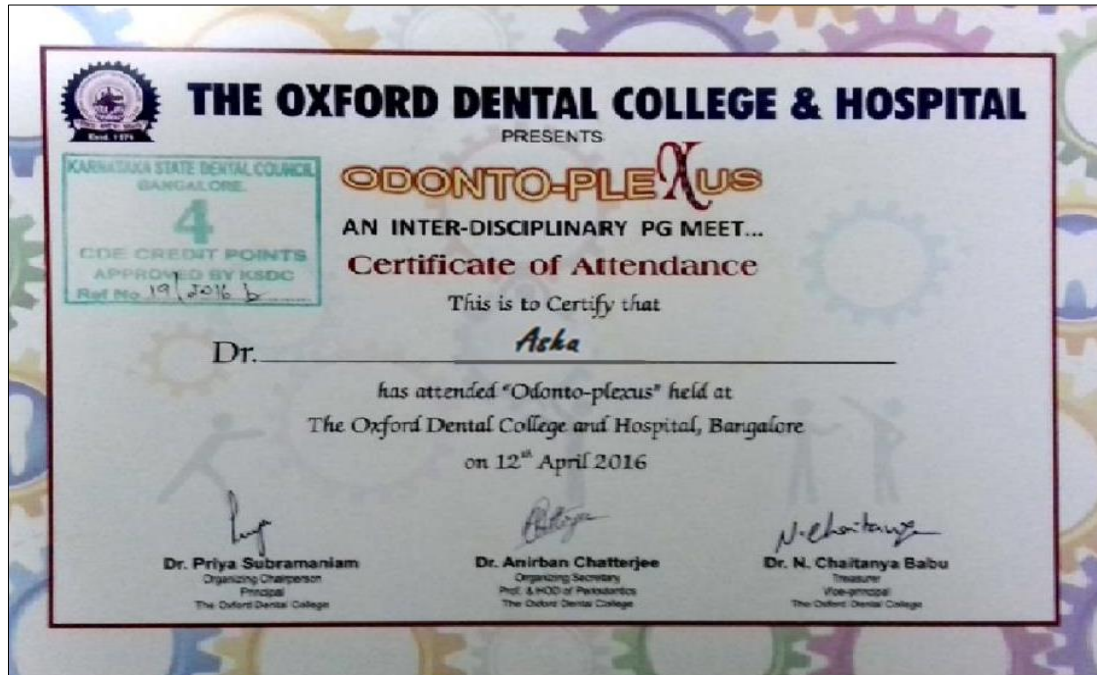 THE OXFORD DENTAL COLLEGE & HOSPITAL
Estd. 1974
PRESENTS
KARNATAKA STATE DENTAL COUNCIL
BANGALORE.
4
CDE CREDIT POINTS
APPROVED BY KSDC
Ref No 19/2016 b
ODONTO-PLEXUS
AN INTER-DISCIPLINARY PG MEET...
Certificate of Attendance
This is to Certify that
Dr. Asha
has attended "Odonto-plexus" held at
The Oxford Dental College and Hospital, Bangalore
on 12th April 2016
N. Chaitanya
Dr. Priya Subramaniam
Organizing Chairperson
Principal
The Oxford Dental College
Dr. Anirban Chatterjee
Organizing Secretary
Prof. & HOD of Periodontics
The Oxford Dental College
Dr. N. Chaitanya Babu
Treasurer
Vice-principal
The Oxford Dental College